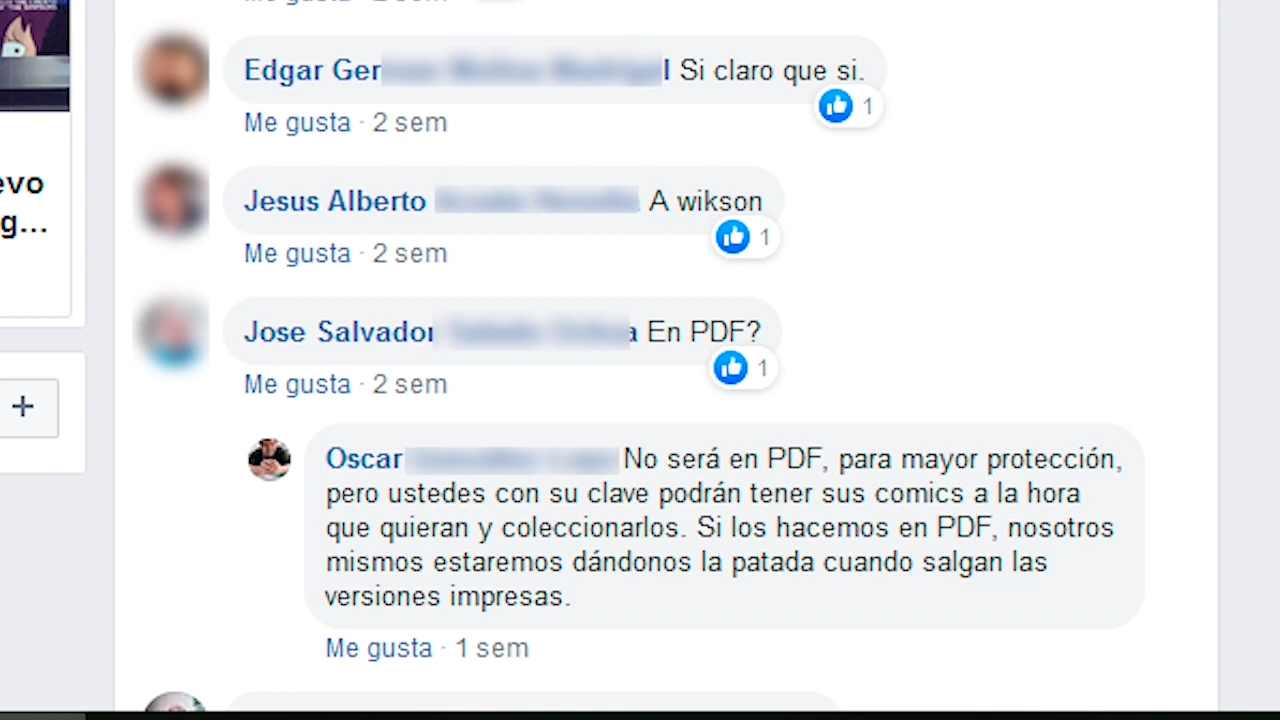 Edgar Ger l Si claro que si.
1
Me gusta · 2 sem
evo
Jesus Alberto A wikson
g...
1
Me gusta · 2 sem
Jose Salvador a En PDF?
1
Me gusta · 2 sem
+
Oscar No será en PDF, para mayor protección,
pero ustedes con su clave podrán tener sus comics a la hora
que quieran y coleccionarlos. Si los hacemos en PDF, nosotros
mismos estaremos dándonos la patada cuando salgan las
versiones impresas.
Me gusta · 1 sem